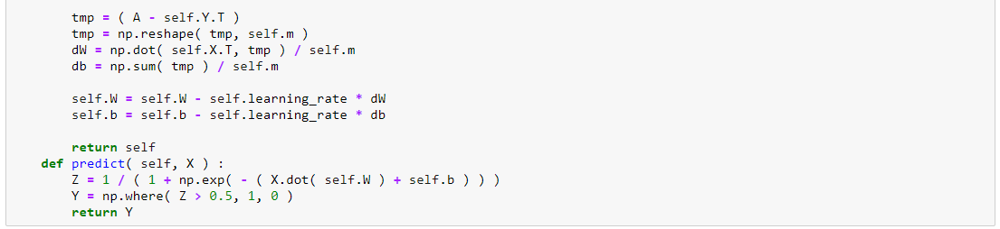 tmp = ( A - self.Y.T )
tmp = np.reshape( tmp, self.m )
dW = np.dot( self.X.T, tmp ) / self.m
db = np.sum( tmp ) / self.m
self.W = self.W - self.learning_rate * dW
self.b = self.b - self.learning_rate * db
return self
def predict( self, X ) :
Z = 1 / ( 1 + np.exp( - ( X.dot( self.W ) + self.b ) ) )
Y = np.where( Z > 0.5, 1, 0 )
return Y